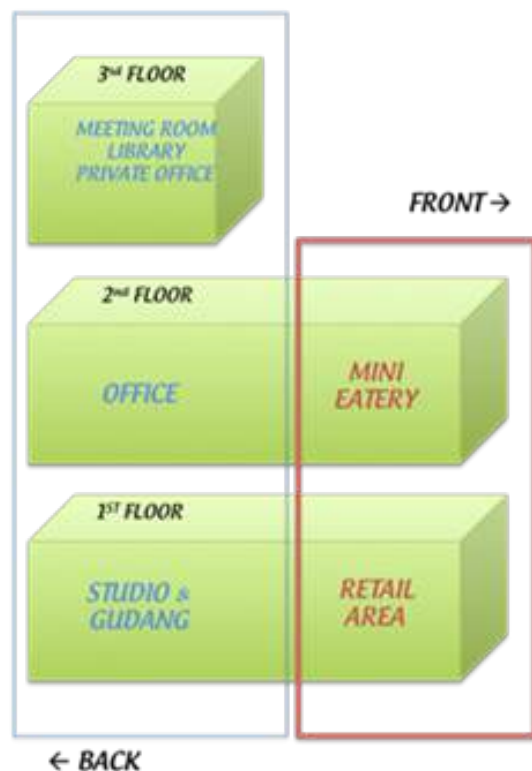 3rd FLOOR
MEETING ROOM
LIBRARY
PRIVATE OFFICE
FRONT →
2nd FLOOR
OFFICE
MINI
EATERY
1ST FLOOR
STUDIO &
GUDANG
RETAIL
AREA
← BACK